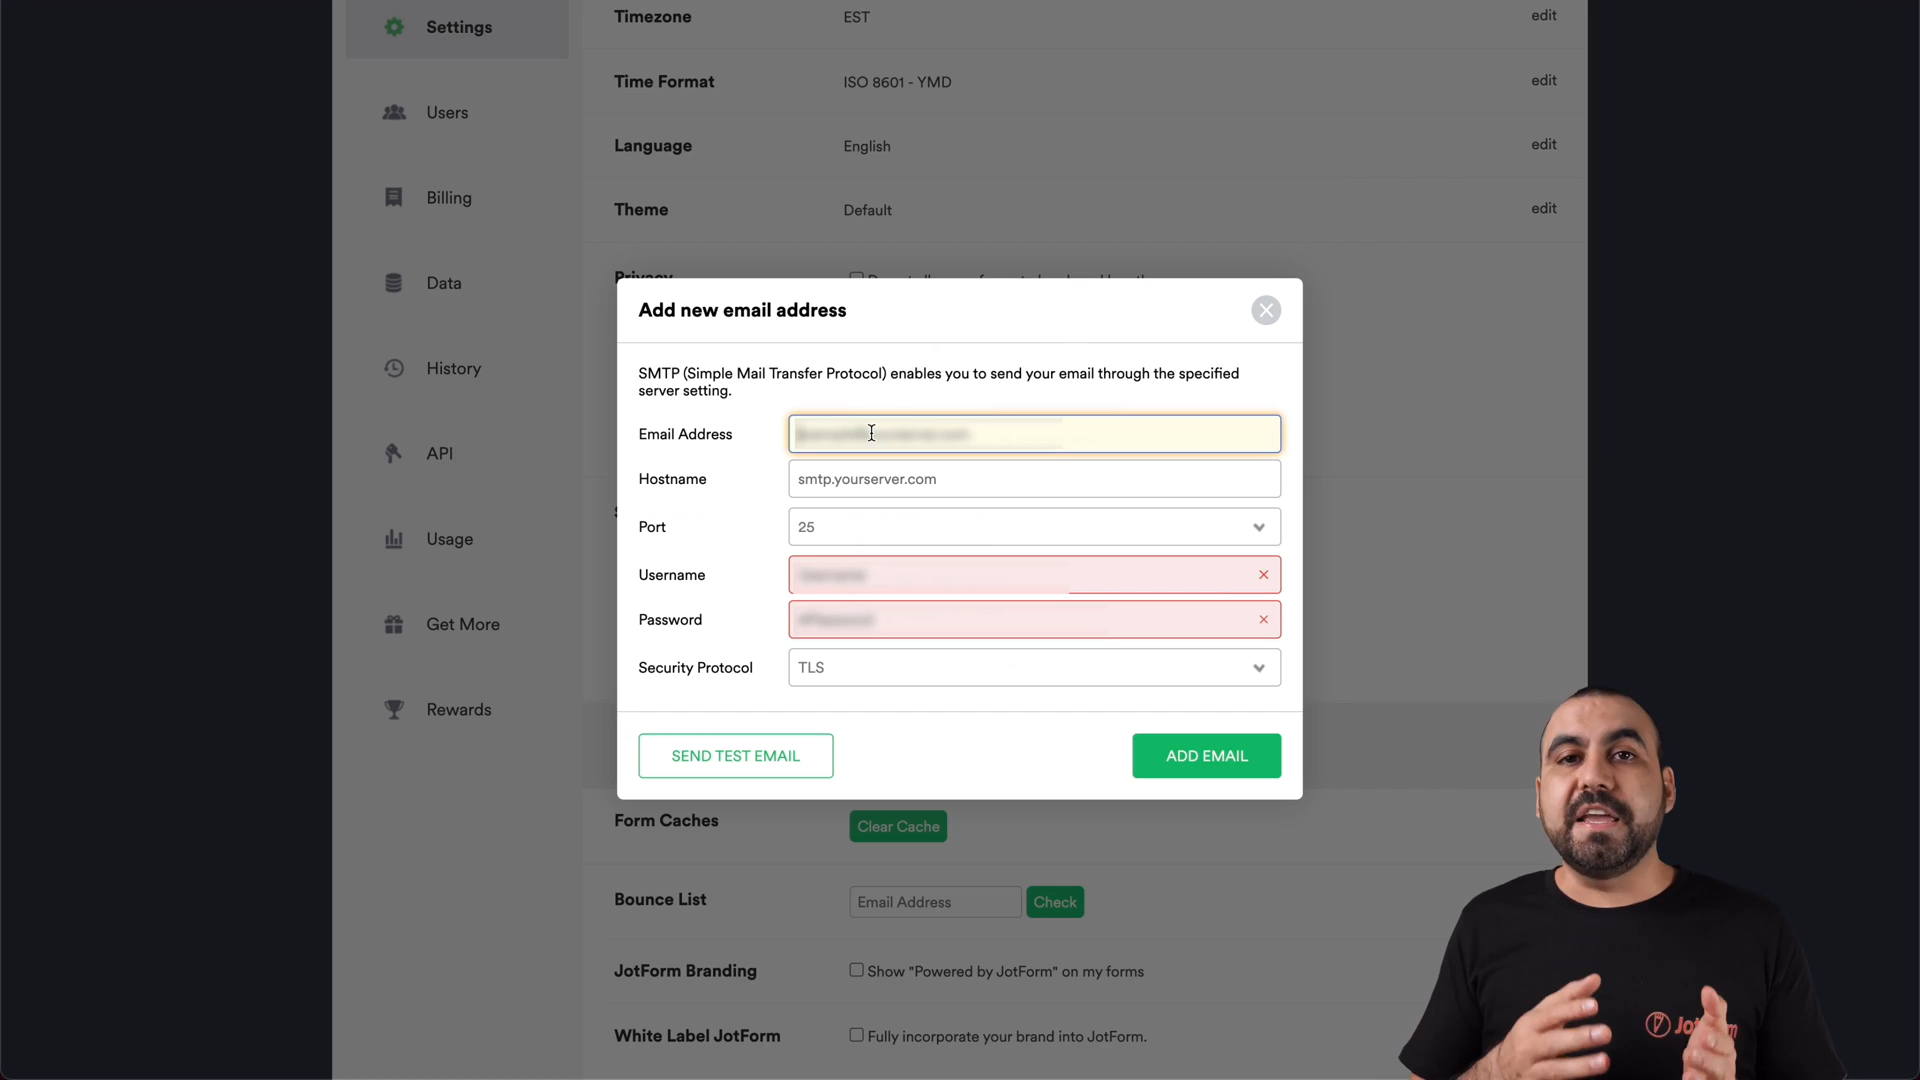 Settings
Users
Billing
Data
History
API
Usage
Get More
Rewards
Timezone EST edit
Time Format ISO 8601 - YMD edit
Language English edit
Theme Default edit
Privacy
Add new email address
SMTP (Simple Mail Transfer Protocol) enables you to send your email through the specified
server setting.
Email Address
Hostname smtp.yourserver.com
Port 25
Username
Password
Security Protocol TLS
SEND TEST EMAIL ADD EMAIL
Form Caches Clear Cache
Bounce List Email Address Check
JotForm Branding Show "Powered by JotForm" on my forms
White Label JotForm Fully incorporate your brand into JotForm.